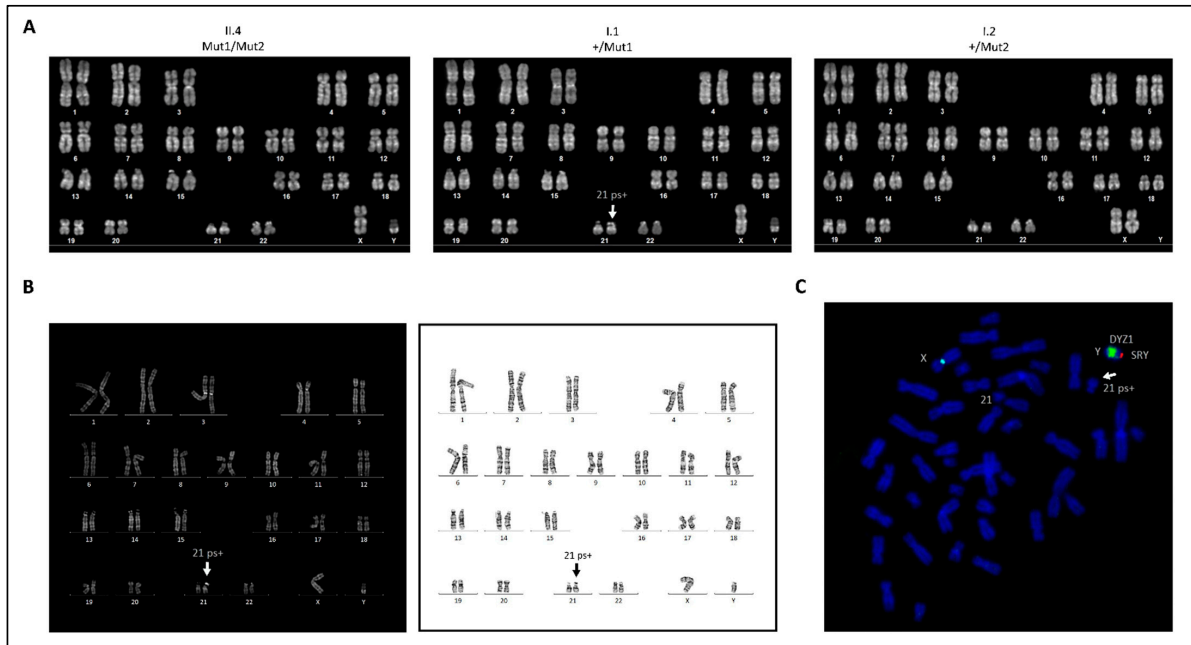 A
II.4
Mut1/Mut2
I.1
+/Mut1
I.2
+/Mut2
1 2 3 4 5
6 7 8 9 10 11 12
13 14 15 16 17 18
19 20 21 22 X Y
1 2 3 4 5
6 7 8 9 10 11 12
13 14 15 16 17 18
21 ps+
19 20 21 22 X Y
1 2 3 4 5
6 7 8 9 10 11 12
13 14 15 16 17 18
19 20 21 22 X Y
B
1 2 3 4 5
6 7 8 9 10 11 12
13 14 15 16 17 18
21 ps+
19 20 21 22 X Y
1 2 3 4 5
6 7 8 9 10 11 12
13 14 15 16 17 18
21 ps+
19 20 21 22 X Y
C
DYZ1
X Y SRY
21 ps+
21